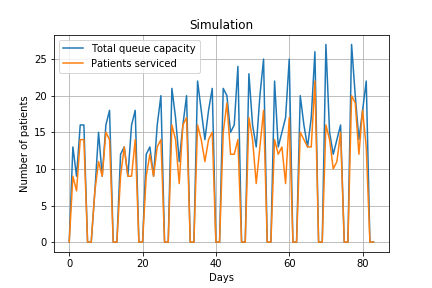 Simulation
Total queue capacity
Patients serviced
Number of patients
25
20
15
10
5
0
0
20
40
60
80
Days